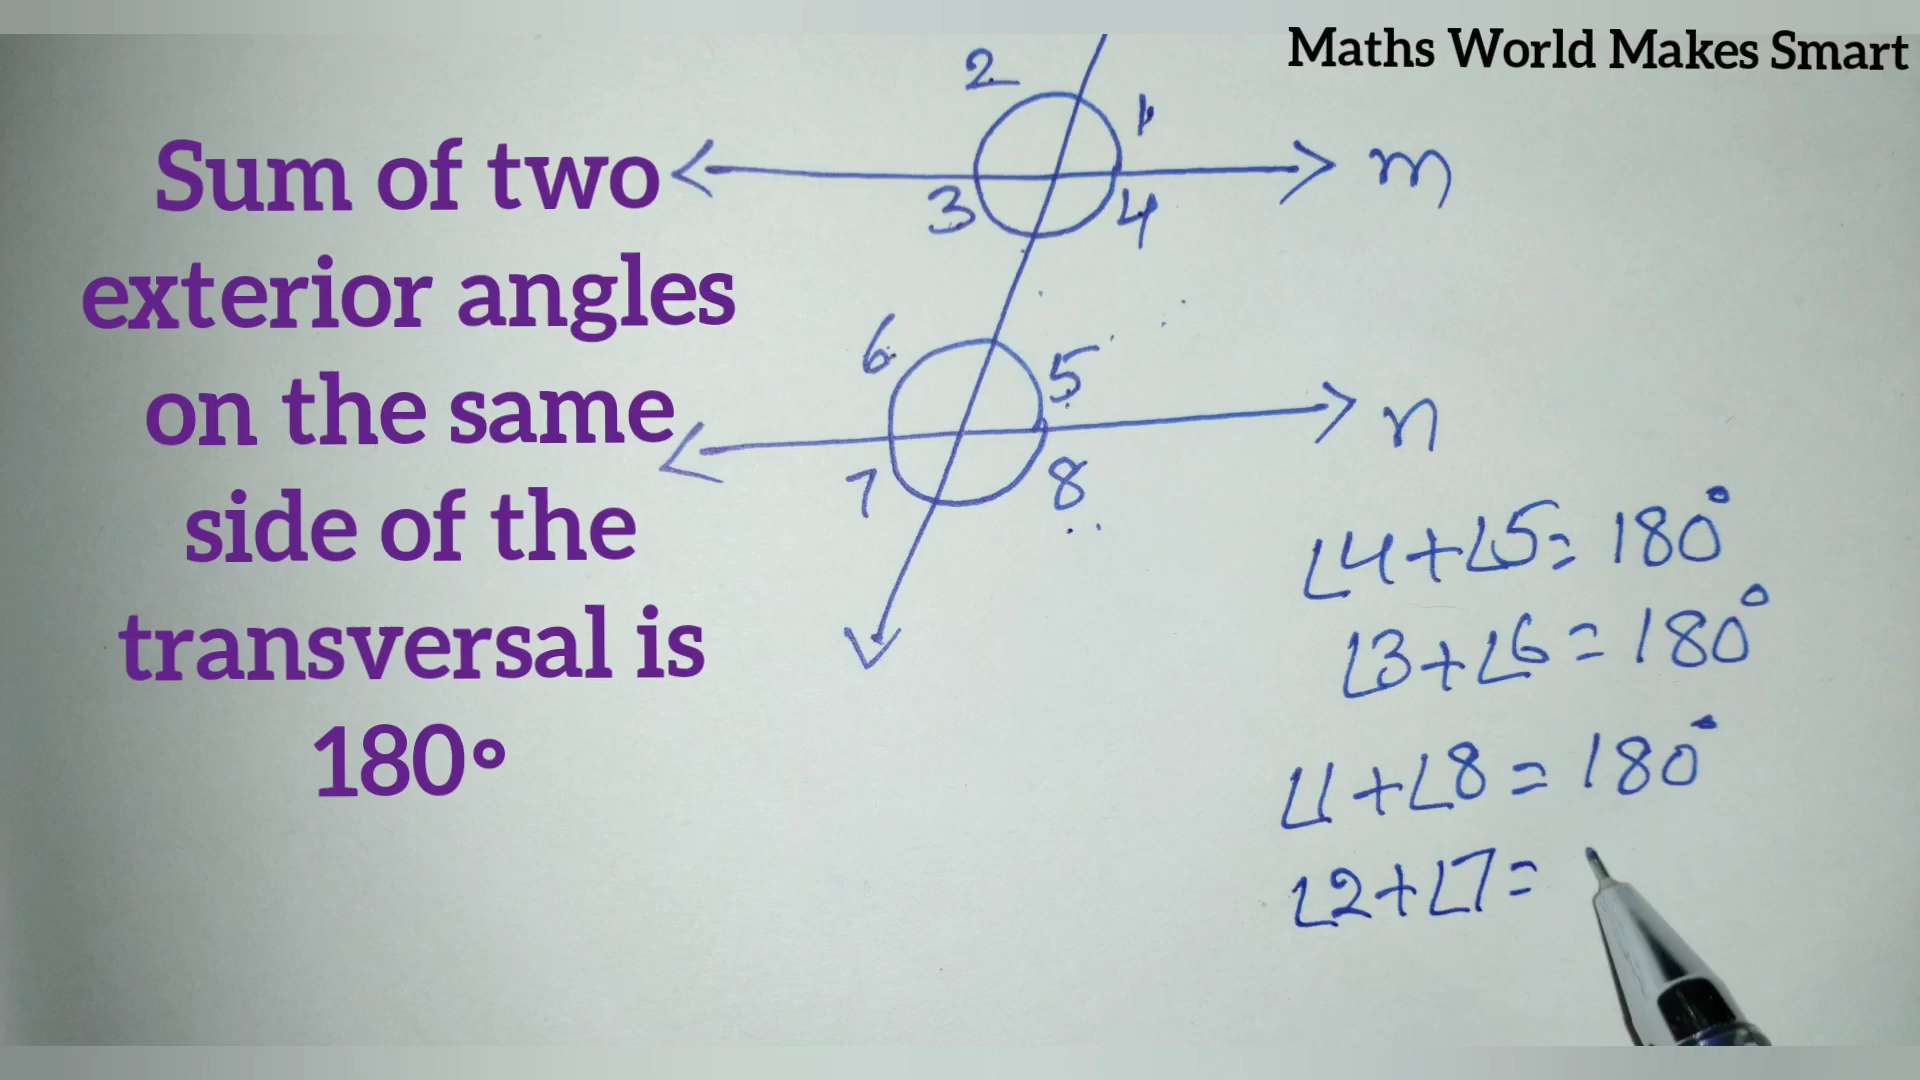 Maths World Makes Smart
Sum of two
exterior angles
on the same
side of the
transversal is
180°
2
1
m
3
4
6
5
n
7
8
∠4+∠5= 180°
∠3+∠6 = 180°
∠1+∠8 = 180°
∠2+∠7=